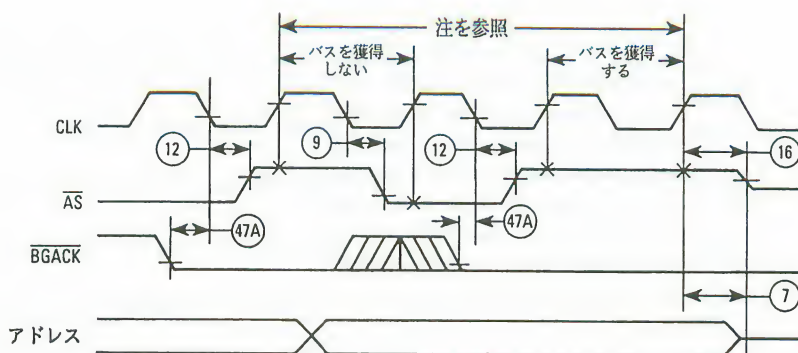 注を参照
バスを獲得
しない
バスを獲得
する
CLK
12
9
12
16
AS
47A
47A
BGACK
7
アドレス